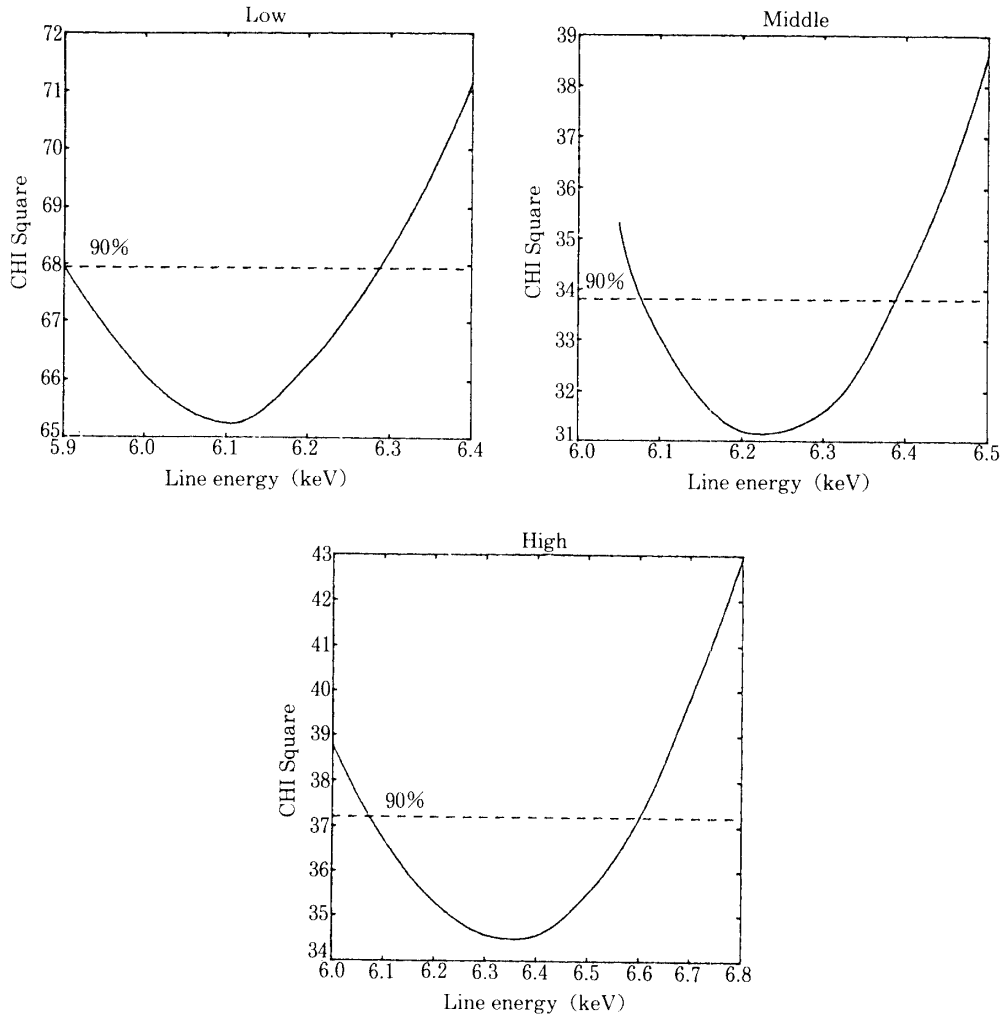 Low
72
71
70
69
68
67
66
65
CHI Square
90%
5.9 6.0 6.1 6.2 6.3 6.4
Line energy (keV)
Middle
39
38
37
36
35
34
33
32
31
CHI Square
90%
6.0 6.1 6.2 6.3 6.4 6.5
Line energy (keV)
High
43
42
41
40
39
38
37
36
35
34
CHI Square
90%
6.0 6.1 6.2 6.3 6.4 6.5 6.6 6.7 6.8
Line energy (keV)